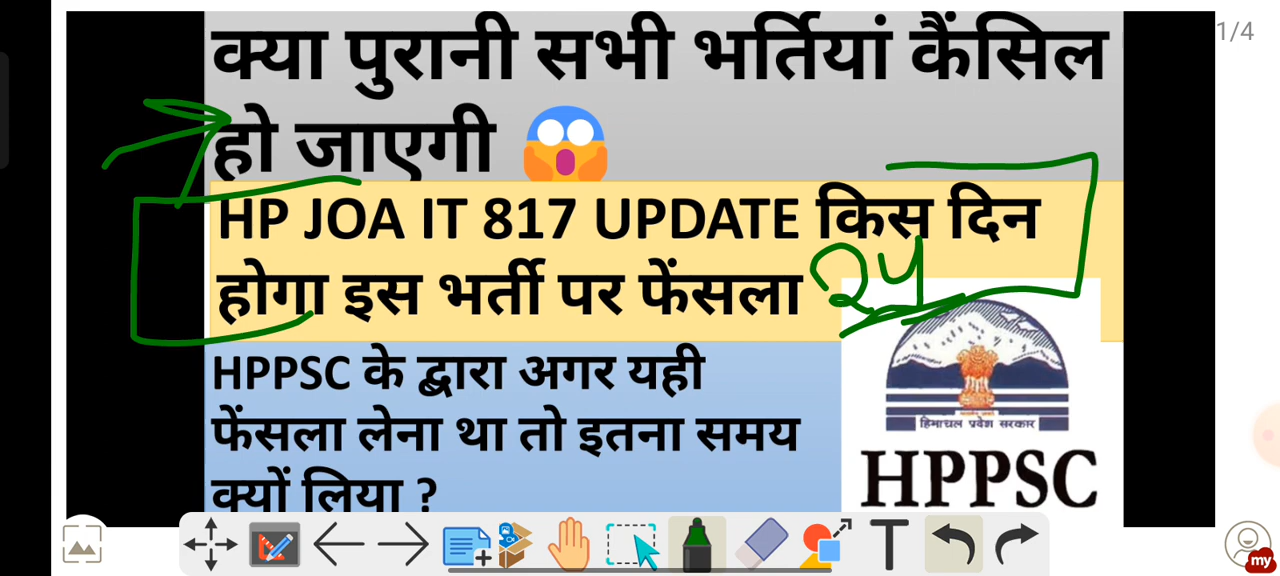 क्या पुरानी सभी भर्तियां कैंसिल
हो जाएगी
1/4
HP JOA IT 817 UPDATE किस दिन
होगा इस भर्ती पर फेंसला
24
HPPSC के द्वारा अगर यही
फेंसला लेना था तो इतना समय
क्यों लिया ?
हिमाचल प्रदेश सरकार
HPPSC
T
my